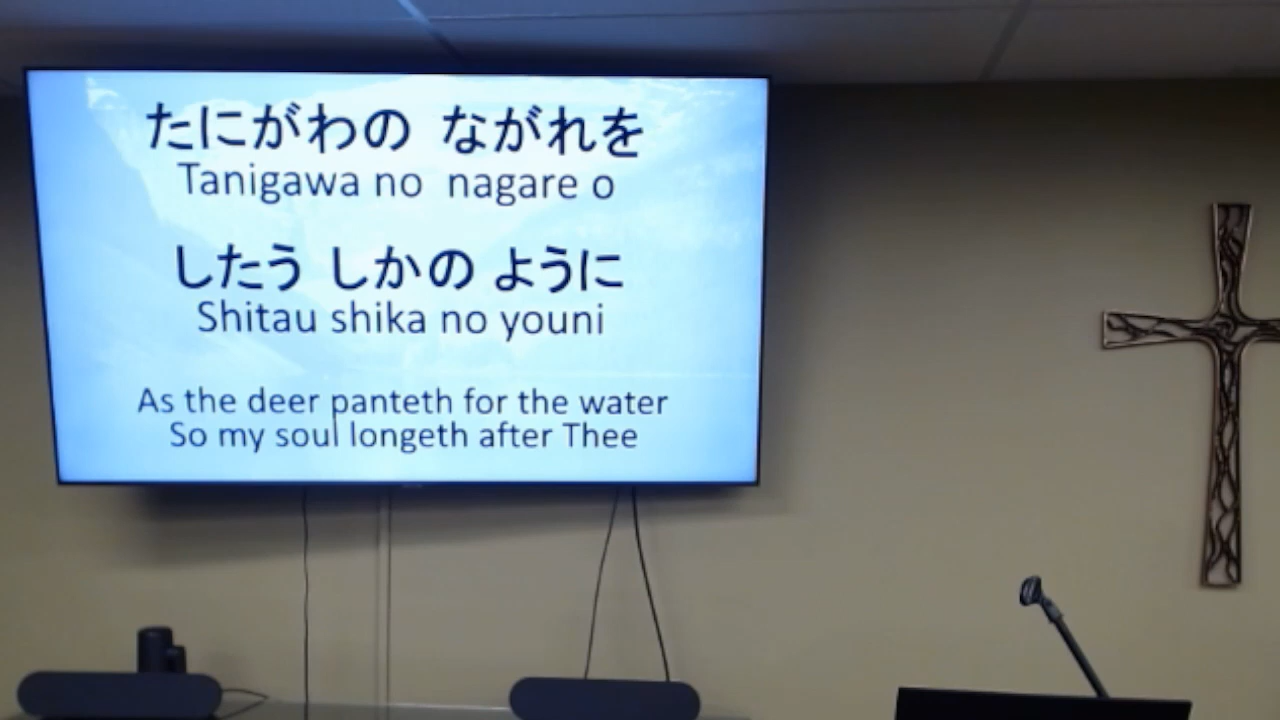 たにがわの ながれを
Tanigawa no nagare o
したう しかの ように
Shitau shika no youni
As the deer panteth for the water
So my soul longeth after Thee